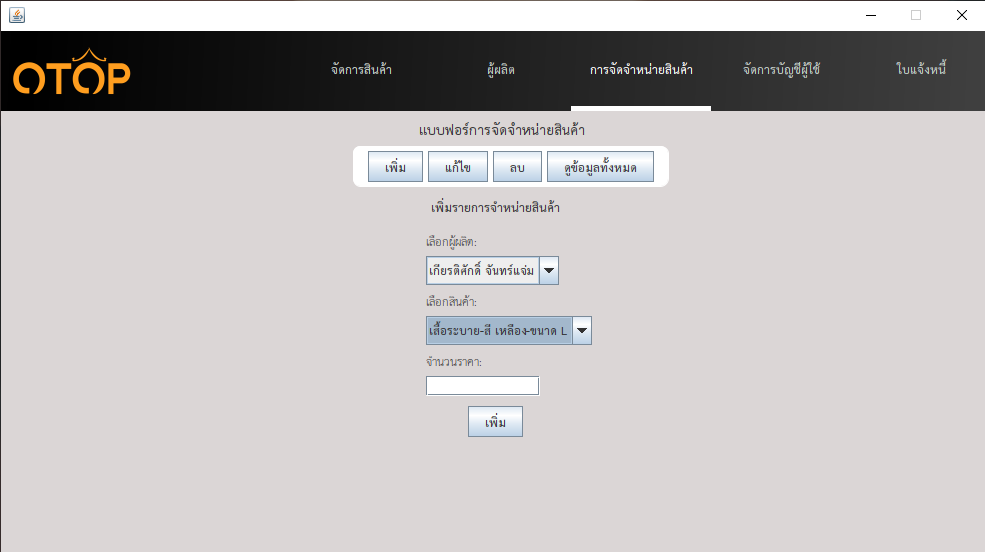 OTOP จัดการสินค้า ผู้ผลิต การจัดจำหน่ายสินค้า จัดการบัญชีผู้ใช้ ใบแจ้งหนี้
แบบฟอร์การจัดจำหน่ายสินค้า
เพิ่ม แก้ไข ลบ ดูข้อมูลทั้งหมด
เพิ่มรายการจำหน่ายสินค้า
เลือกผู้ผลิต:
เกียรติศักดิ์ จันทร์แจ่ม
เลือกสินค้า:
เสื้อระบาย-สี เหลือง-ขนาด L
จำนวนราคา:
เพิ่ม